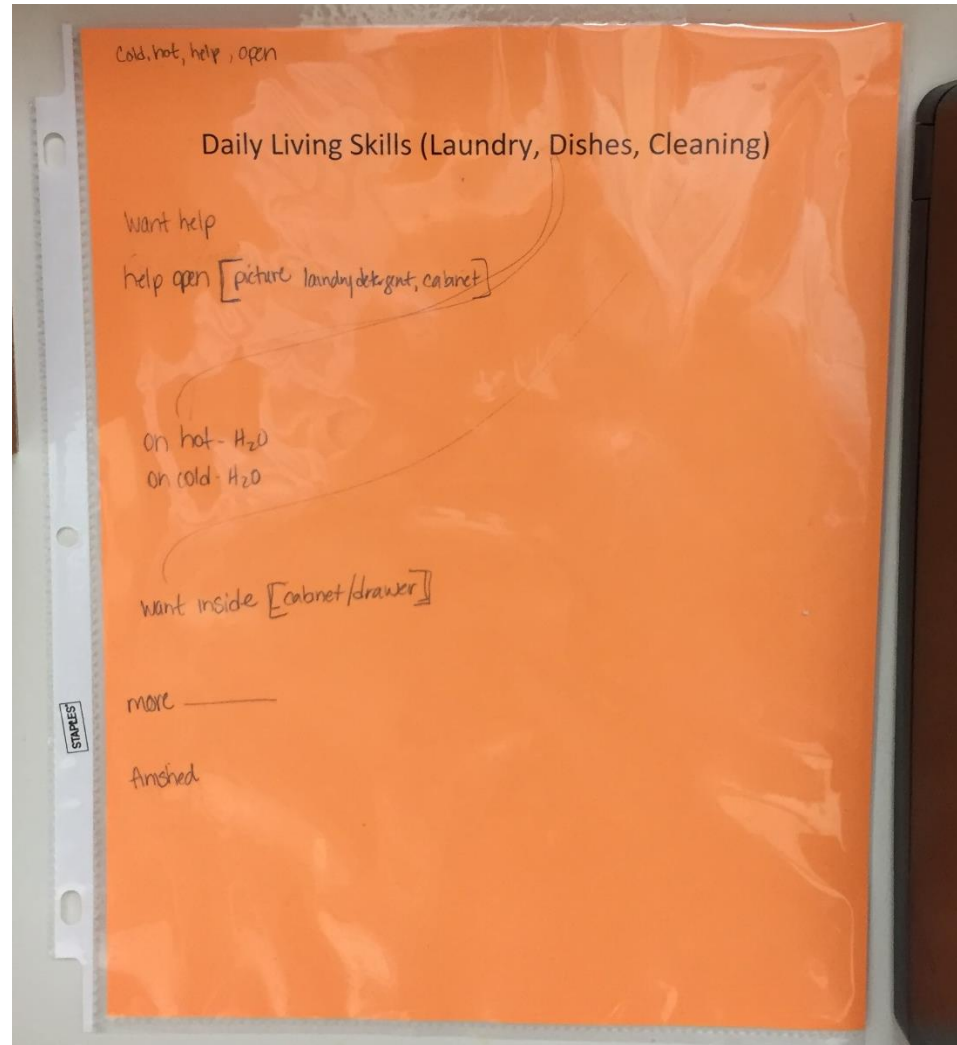 Cold, hot, help, open
Daily Living Skills (Laundry, Dishes, Cleaning)
Want help
help open [picture laundry detergent, cabinet]
on hot - H₂O
on cold - H₂O
want inside [cabnet/drawer]
more ______
finished
STAPLES